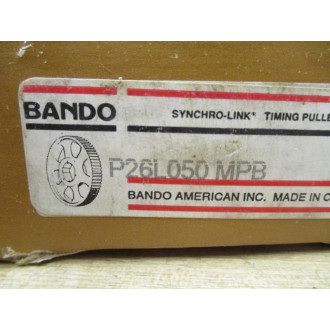 BANDO
SYNCHRO-LINK® TIMING PULLE
P26L050 MPB
BANDO AMERICAN INC. MADE IN C